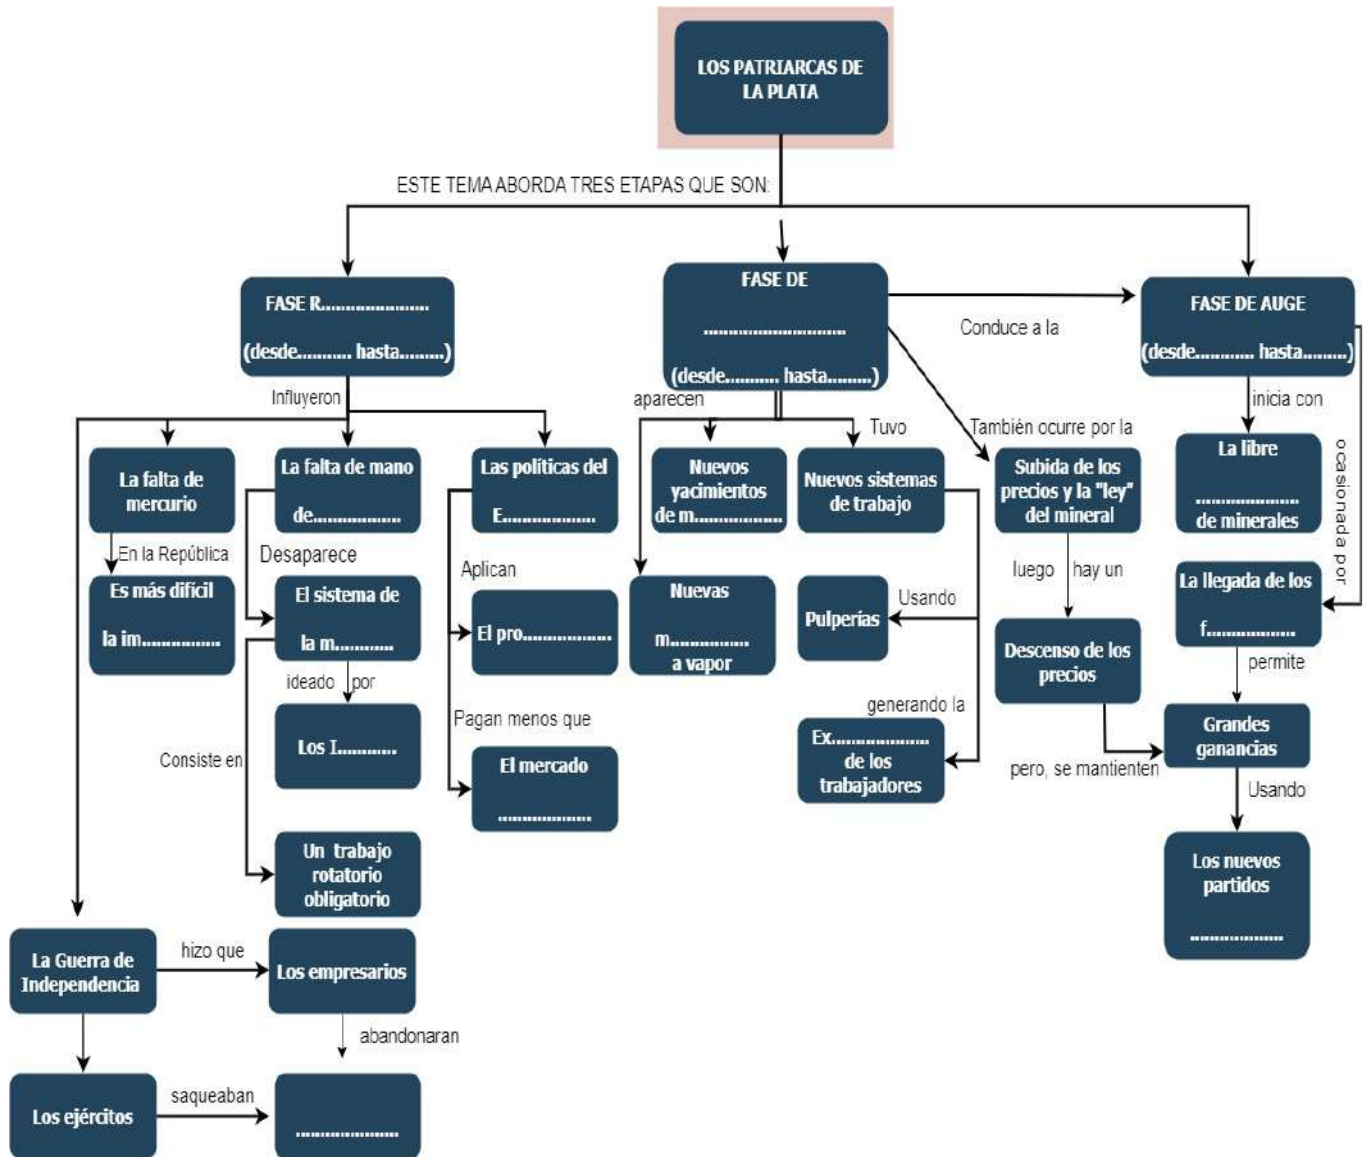 LOS PATRIARCAS DE
LA PLATA
ESTE TEMA ABORDA TRES ETAPAS QUE SON:
FASE R.......................
(desde............ hasta.........)
FASE DE
..............................
(desde........... hasta.........)
Conduce a la
FASE DE AUGE
(desde............ hasta.........)
Influyeron
aparecen
Tuvo
También ocurre por la
inicia con
ocasionada por
La falta de
mercurio
La falta de mano
de..................
Las políticas del
E....................
Nuevos
yacimientos
de m...................
Nuevos sistemas
de trabajo
Subida de los
precios y la "ley"
del mineral
La libre
......................
de minerales
En la República
Desaparece
Aplican
luego
hay un
Es más difícil
la im.................
El sistema de
la m............
El pro...................
Nuevas
m.................
a vapor
Usando
Pulperías
Descenso de los
precios
La llegada de los
f...................
permite
ideado
por
Pagan menos que
generando la
Consiste en
Los I............
El mercado
....................
Ex.....................
de los
trabajadores
pero, se mantienten
Grandes
ganancias
Usando
Un trabajo
rotatorio
obligatorio
Los nuevos
partidos
....................
La Guerra de
Independencia
hizo que
Los empresarios
abandonaran
Los ejércitos
saqueaban
......................